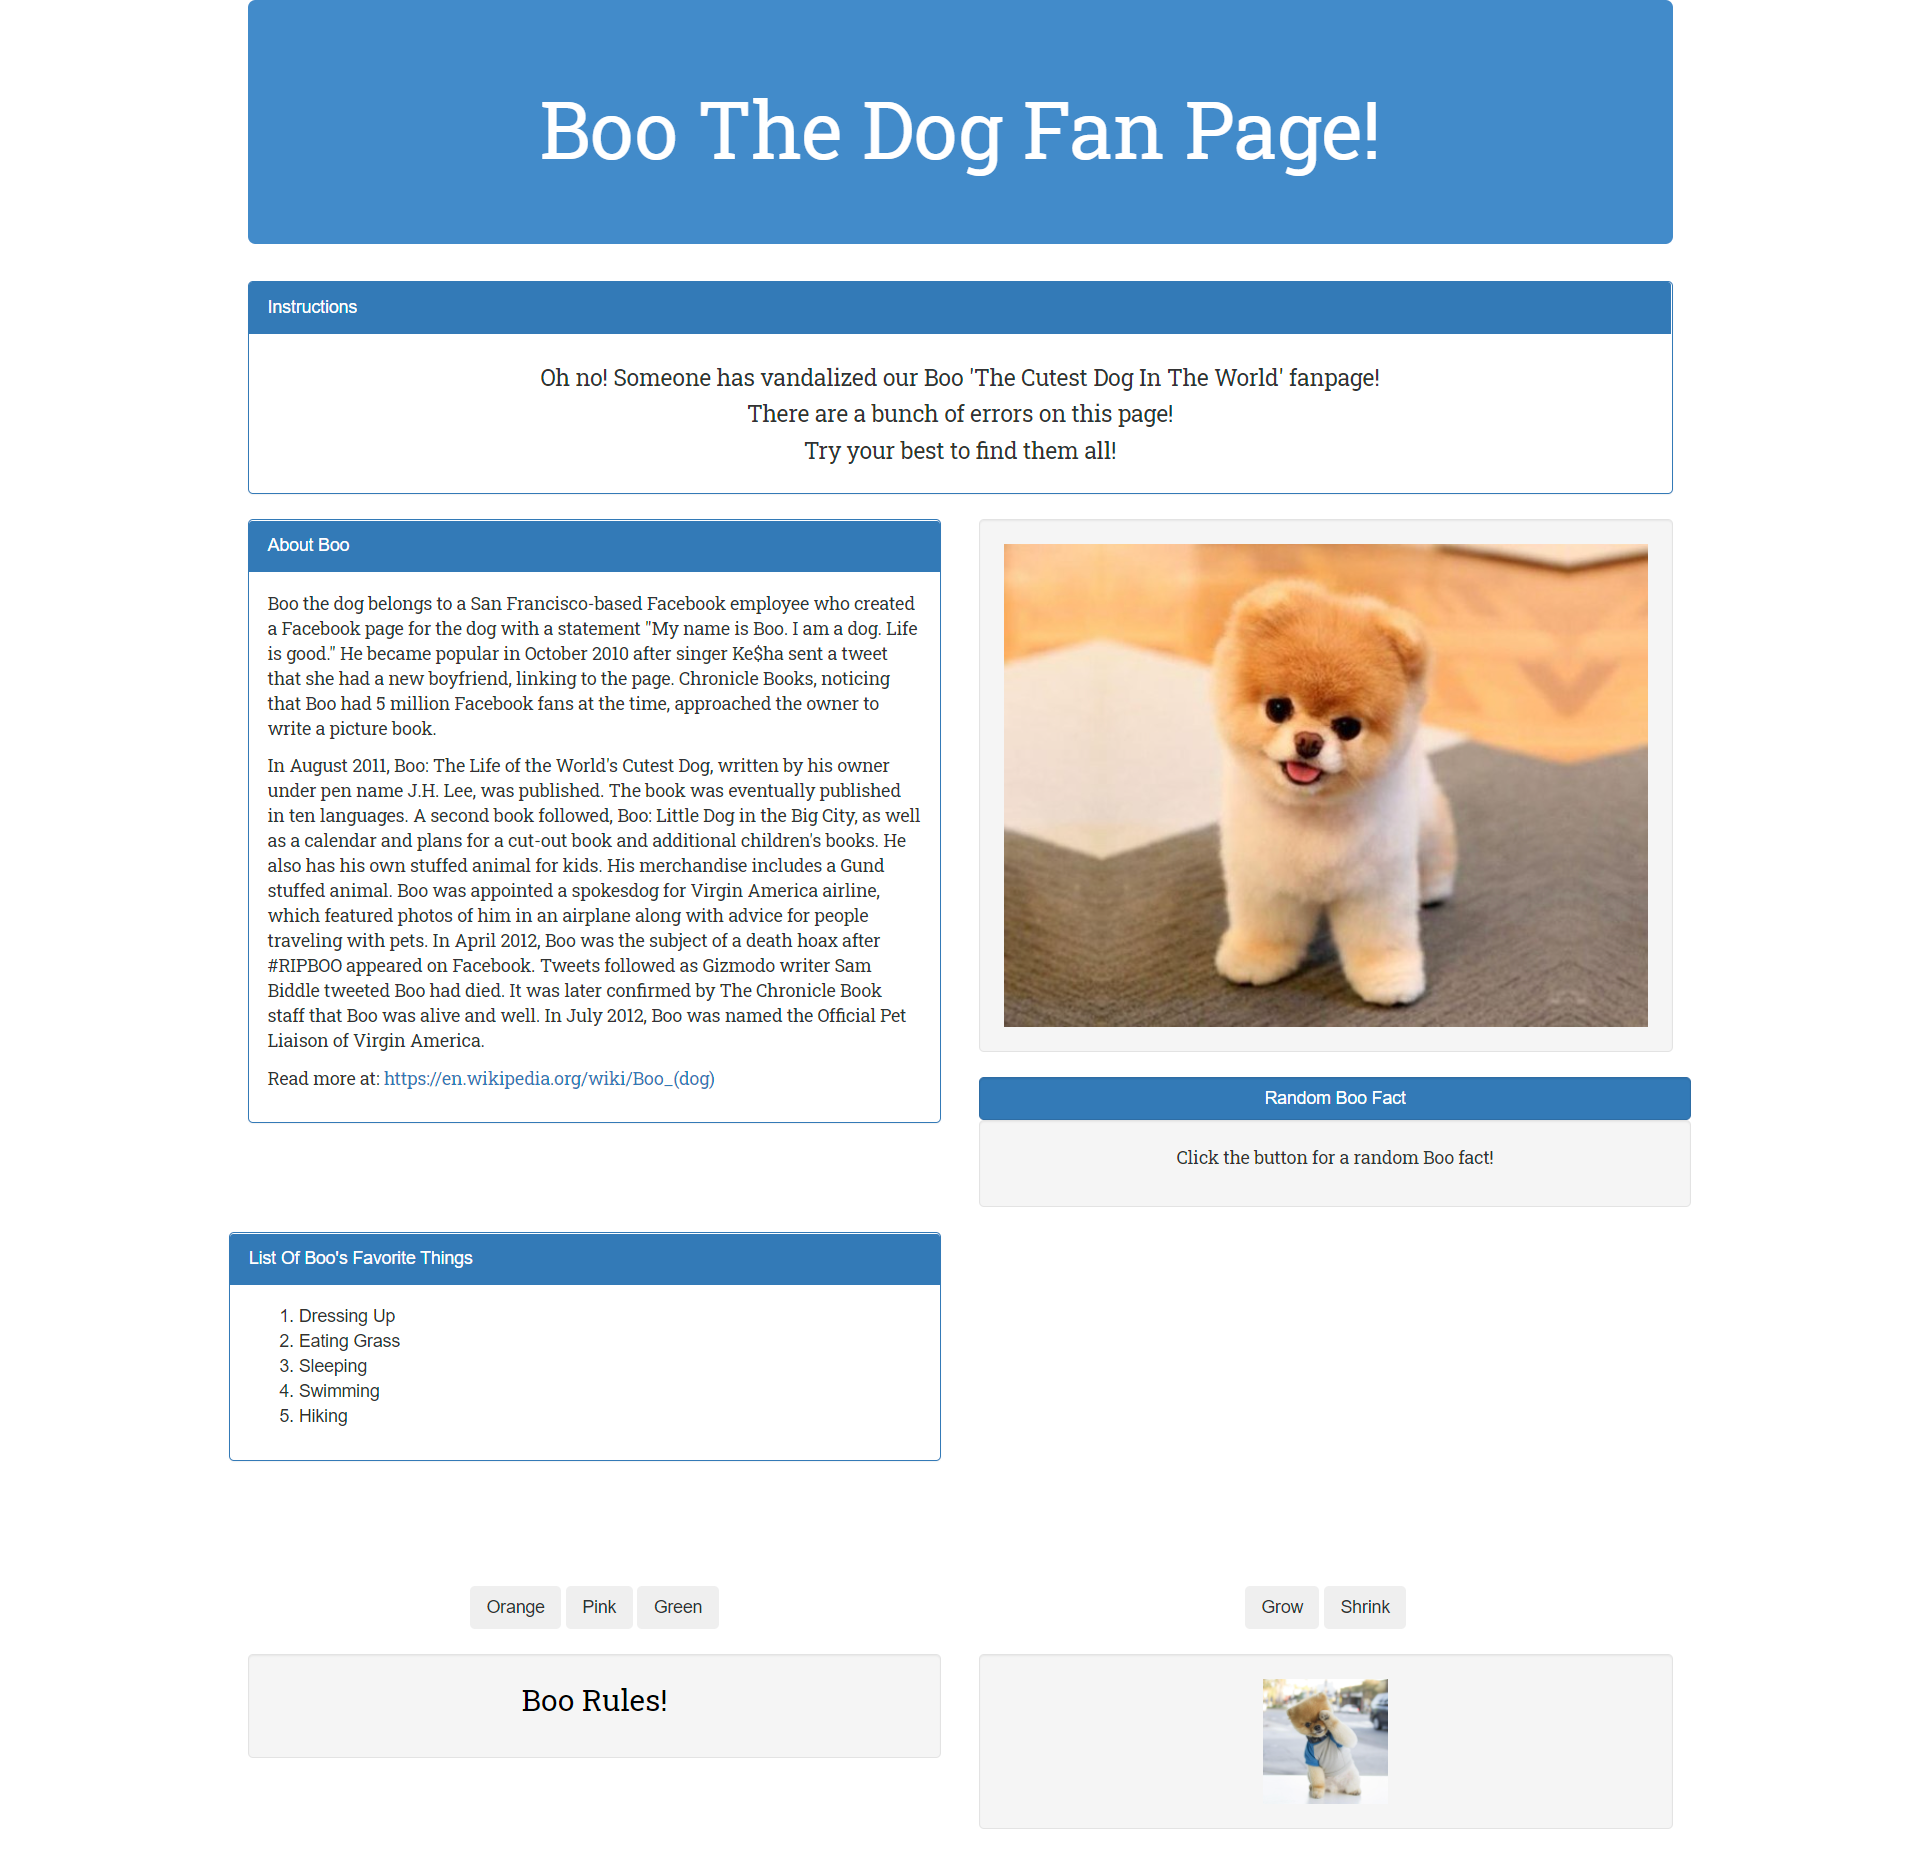 Boo The Dog Fan Page!
Instructions
Oh no! Someone has vandalized our Boo 'The Cutest Dog In The World' fanpage!
There are a bunch of errors on this page!
Try your best to find them all!
About Boo
Boo the dog belongs to a San Francisco-based Facebook employee who created
a Facebook page for the dog with a statement "My name is Boo. I am a dog. Life
is good." He became popular in October 2010 after singer Ke$ha sent a tweet
that she had a new boyfriend, linking to the page. Chronicle Books, noticing
that Boo had 5 million Facebook fans at the time, approached the owner to
write a picture book.
In August 2011, Boo: The Life of the World's Cutest Dog, written by his owner
under pen name J.H. Lee, was published. The book was eventually published
in ten languages. A second book followed, Boo: Little Dog in the Big City, as well
as a calendar and plans for a cut-out book and additional children's books. He
also has his own stuffed animal for kids. His merchandise includes a Gund
stuffed animal. Boo was appointed a spokesdog for Virgin America airline,
which featured photos of him in an airplane along with advice for people
traveling with pets. In April 2012, Boo was the subject of a death hoax after
#RIPBOO appeared on Facebook. Tweets followed as Gizmodo writer Sam
Biddle tweeted Boo had died. It was later confirmed by The Chronicle Book
staff that Boo was alive and well. In July 2012, Boo was named the Official Pet
Liaison of Virgin America.
Read more at: https://en.wikipedia.org/wiki/Boo_(dog)
Random Boo Fact
Click the button for a random Boo fact!
List Of Boo's Favorite Things
1. Dressing Up
2. Eating Grass
3. Sleeping
4. Swimming
5. Hiking
Orange Pink Green
Grow Shrink
Boo Rules!